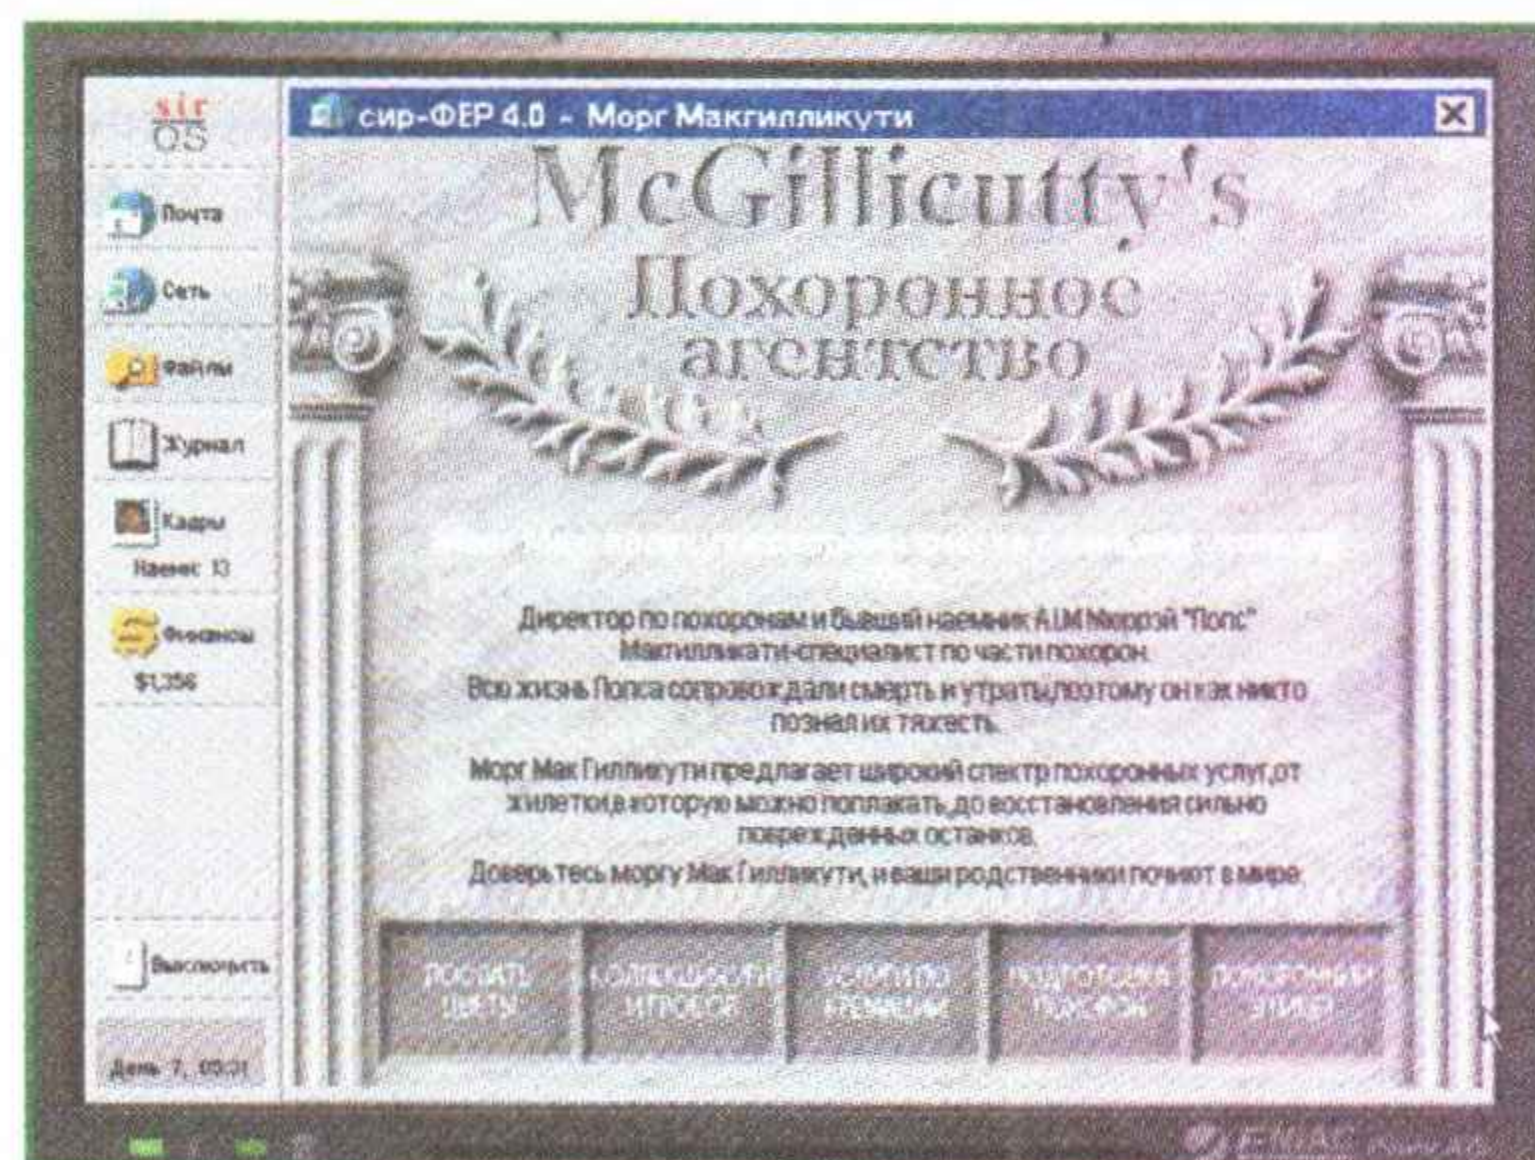 sir
OS
Почта
Сеть
Файлы
Журнал
Кадры
Наемн: 13
Финансы
$1,356
Выключить
День 7, 05:31
сир-ФЕР 4.0 - Морг Макгилликути
McGillicutty's
Похоронное
агентство
Директор по похоронам и бывший наемник AIM Мюррэй "Попс"
Макгилликати-специалист по части похорон.
Всю жизнь Попса сопровождали смерть и утраты,поэтому он как никто
познал их тяжесть.
Морг Мак Гилликути предлагает широкий спектр похоронных услуг,от
жилетки,в которую можно поплакать,до восстановления сильно
поврежденных останков.
Доверьтесь моргу Мак Гилликути, и ваши родственники почиют в мире.
ПОСЛАТЬ
ЦВЕТЫ